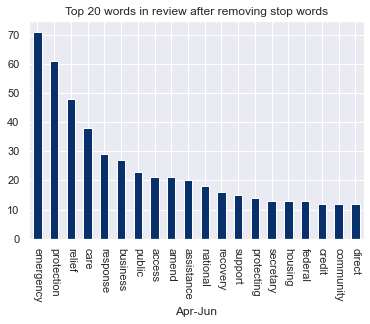 Top 20 words in review after removing stop words
70
60
50
40
30
20
10
0
emergency
protection
relief
care
response
business
public
access
amend
assistance
national
recovery
support
protecting
secretary
housing
federal
credit
community
direct
Apr-Jun